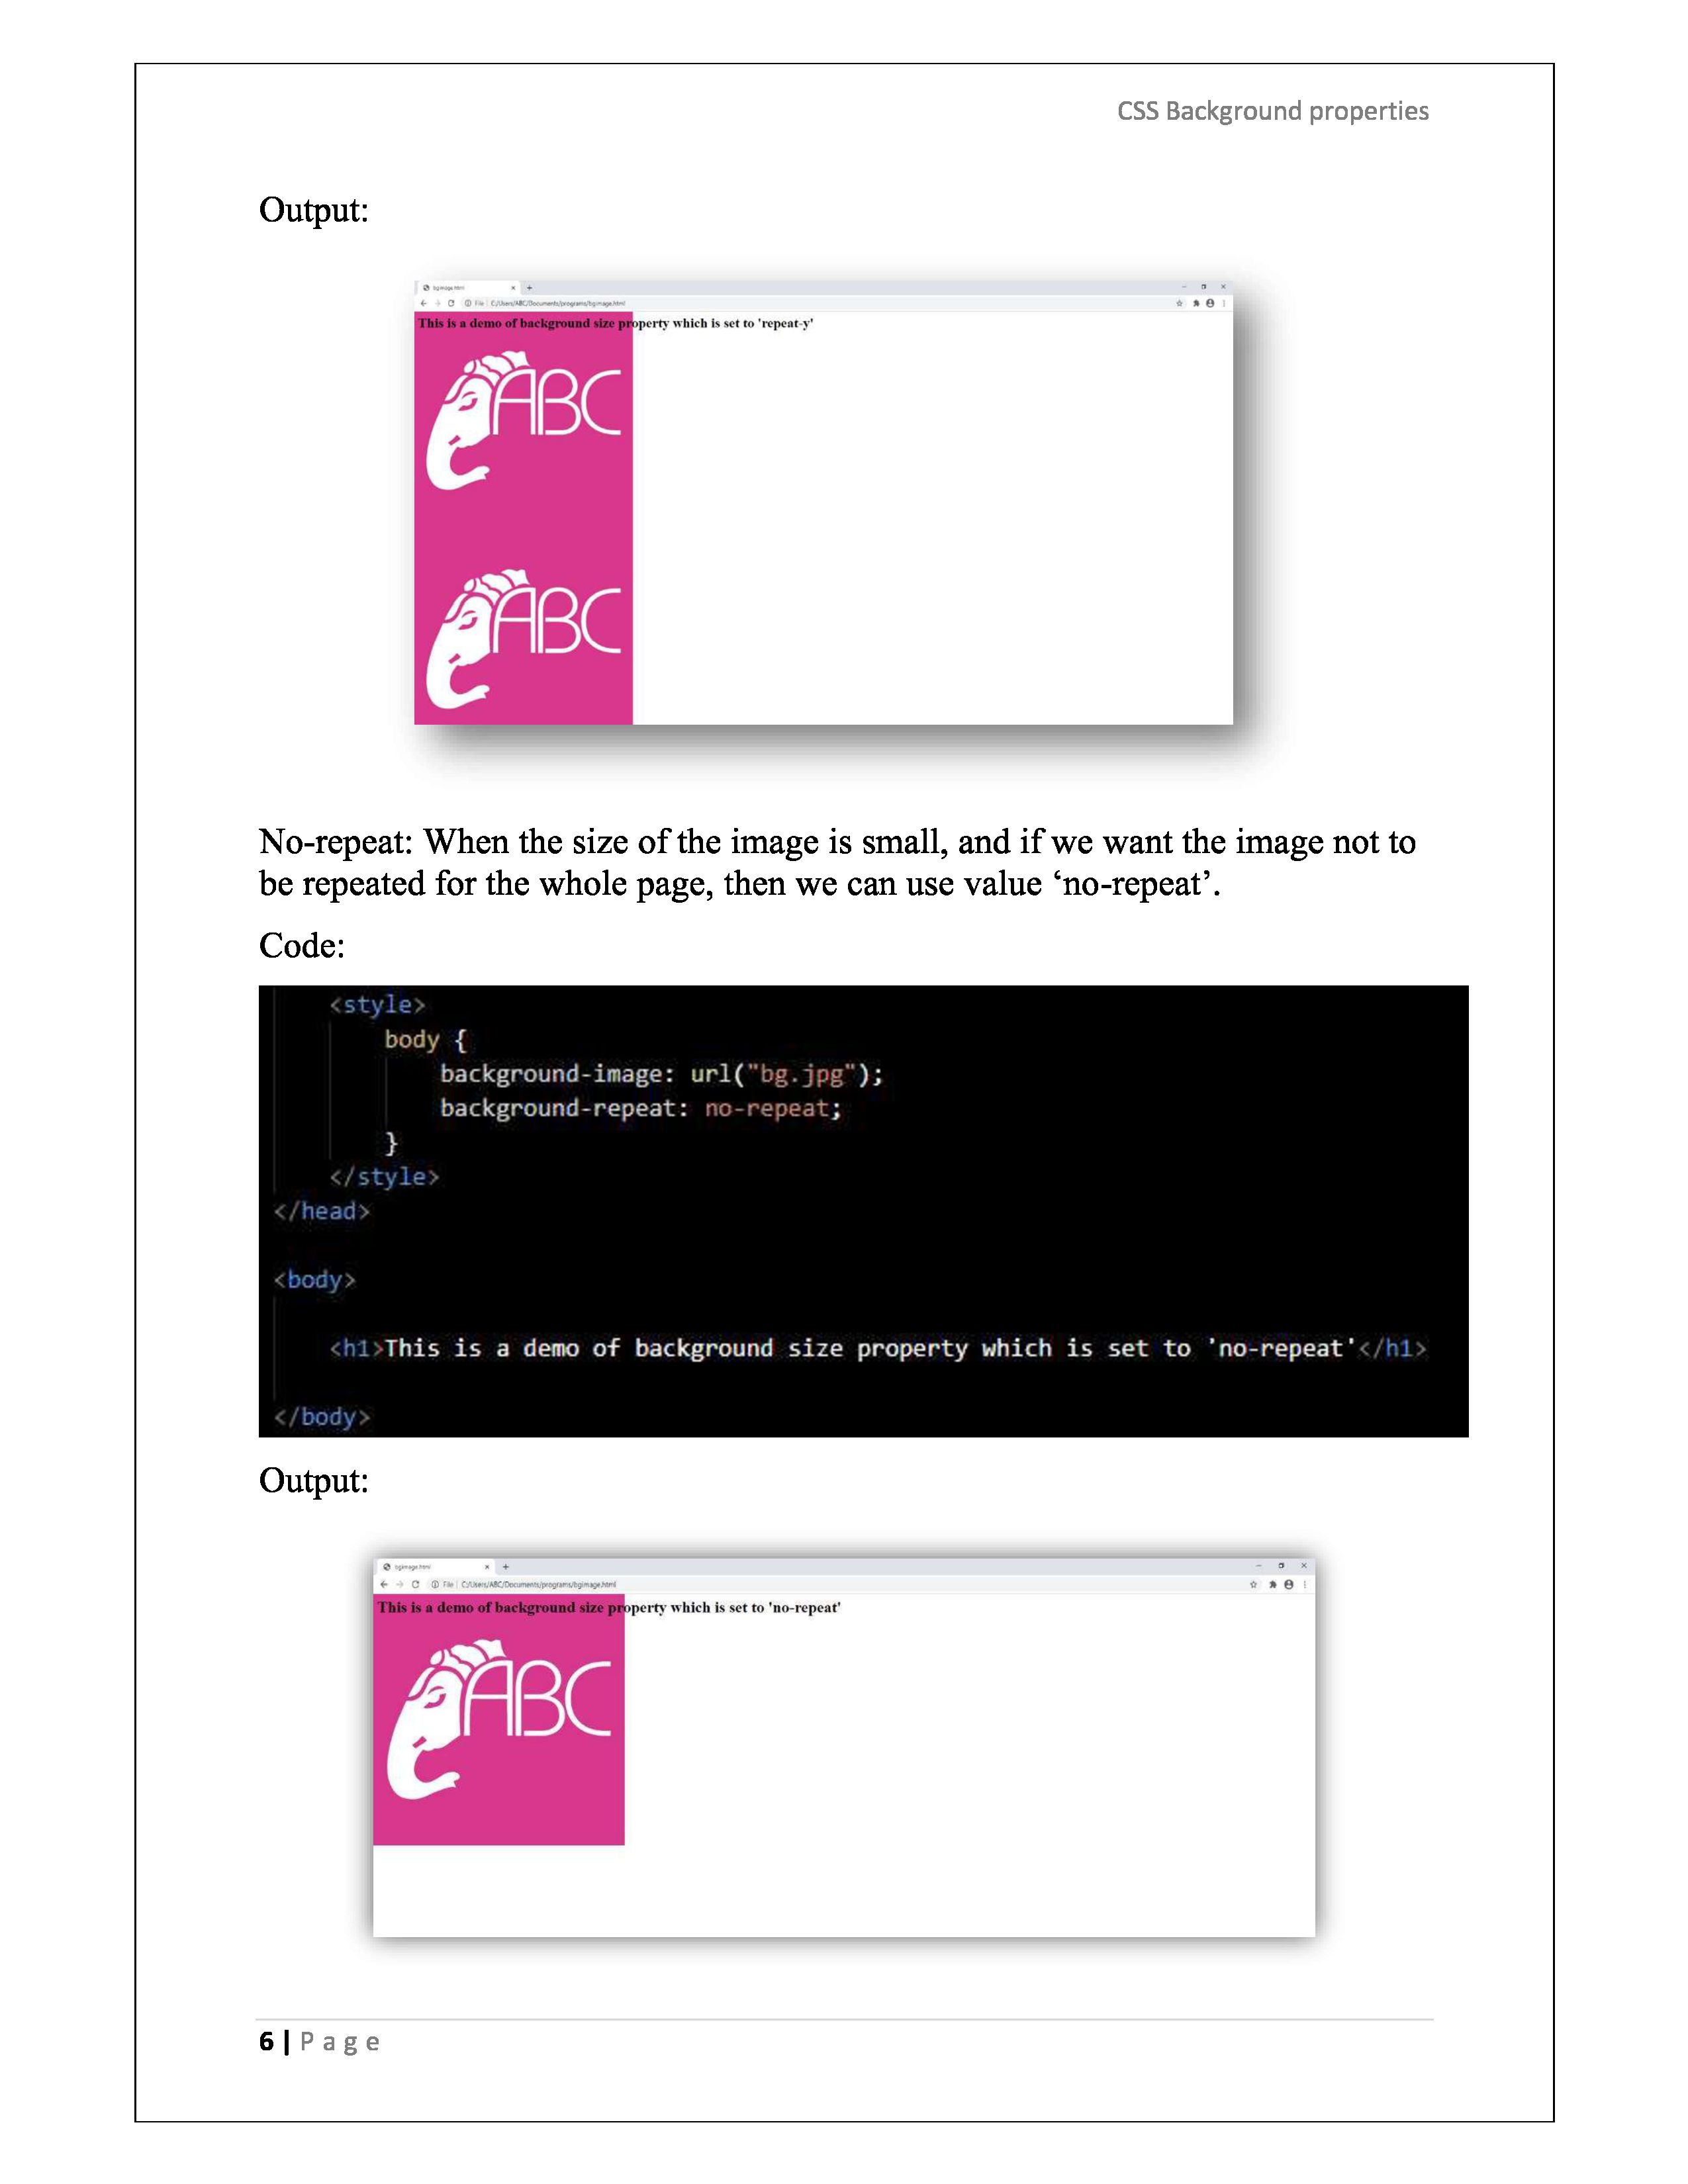 CSS Background properties
Output:
bgimage.html
File | C:/Users/ABC/Documents/programs/bgimage.html
This is a demo of background size property which is set to 'repeat-y'
ABC
ABC
No-repeat: When the size of the image is small, and if we want the image not to
be repeated for the whole page, then we can use value ‘no-repeat’.
Code:
<style>
body {
background-image: url("bg.jpg");
background-repeat: no-repeat;
}
</style>
</head>
<body>
<h1>This is a demo of background size property which is set to 'no-repeat'</h1>
</body>
Output:
bgimage.html
File | C:/Users/ABC/Documents/programs/bgimage.html
This is a demo of background size property which is set to 'no-repeat'
ABC
6 | Page